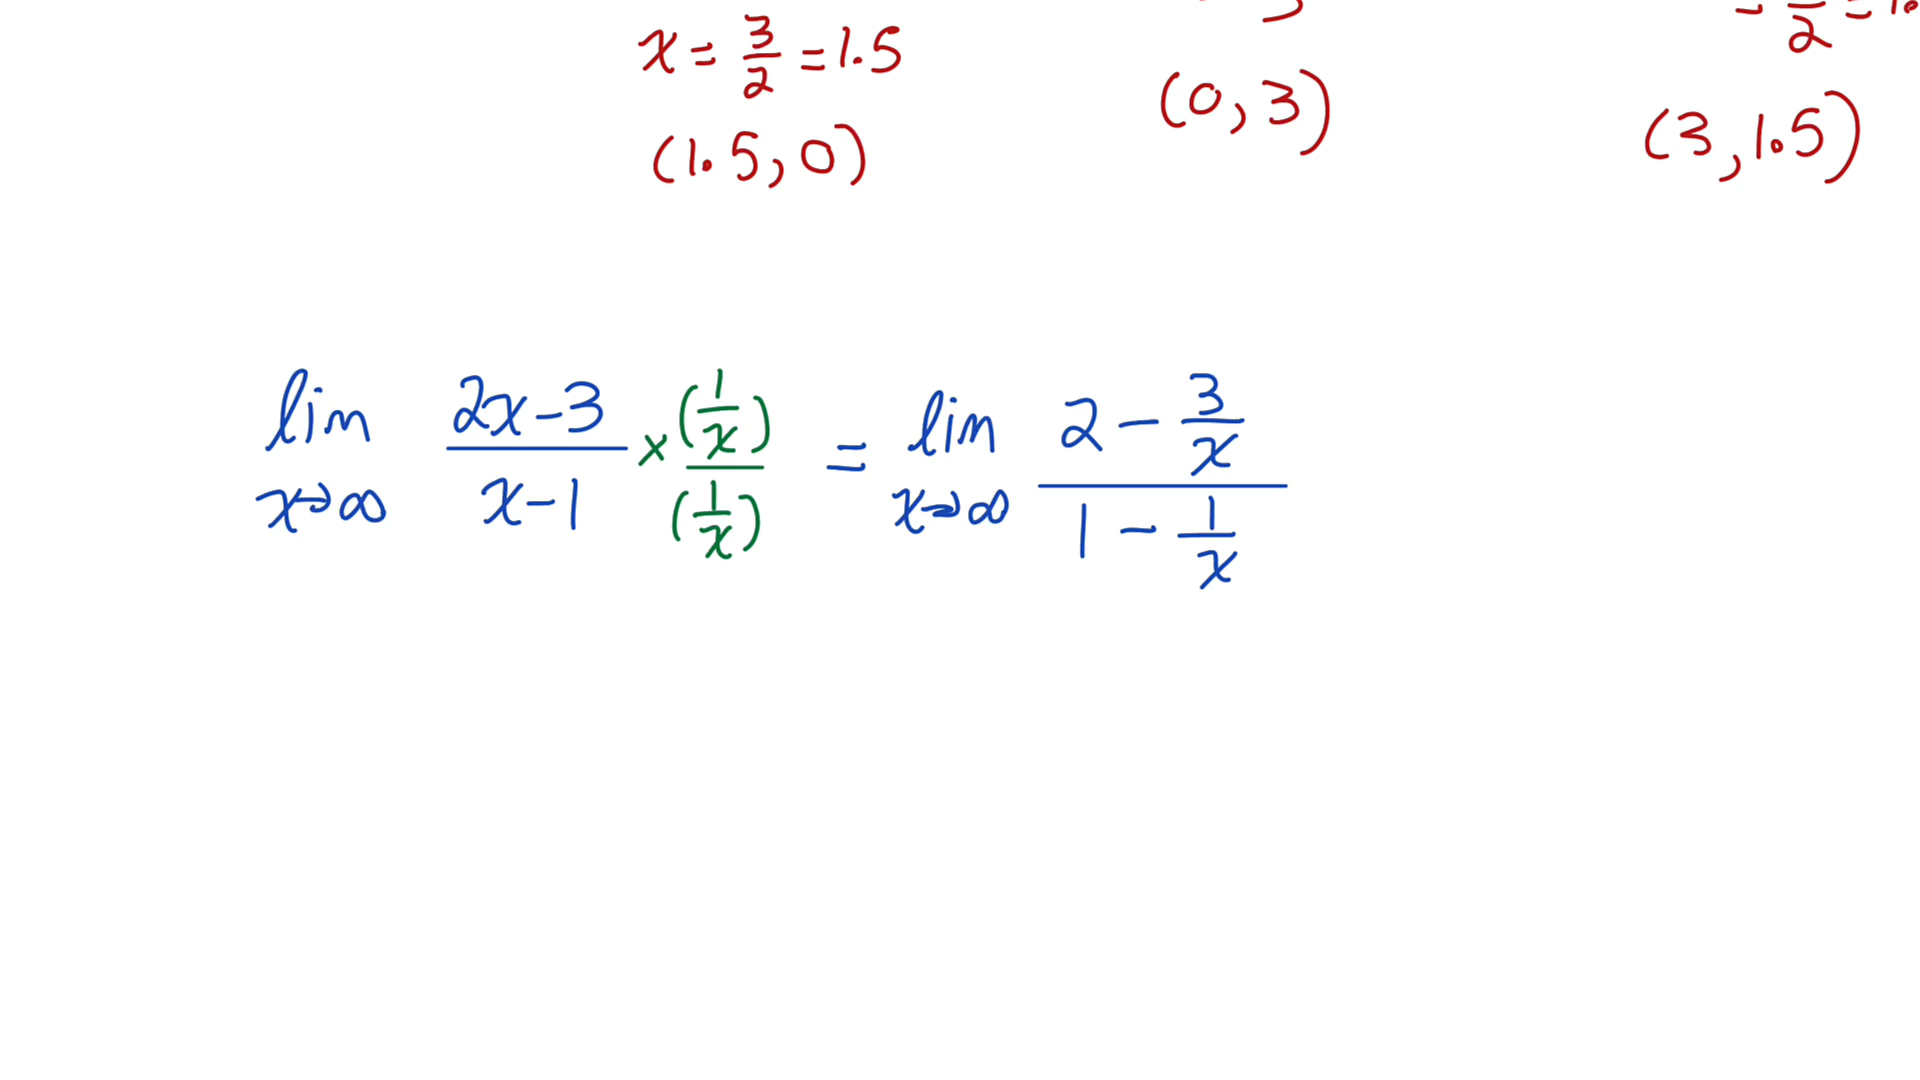 x = 3/2 = 1.5
(1.5, 0)
(0, 3)
(3, 1.5)
lim x→∞ (2x-3)/(x-1) × (1/x)/(1/x) = lim x→∞ (2 - 3/x)/(1 - 1/x)